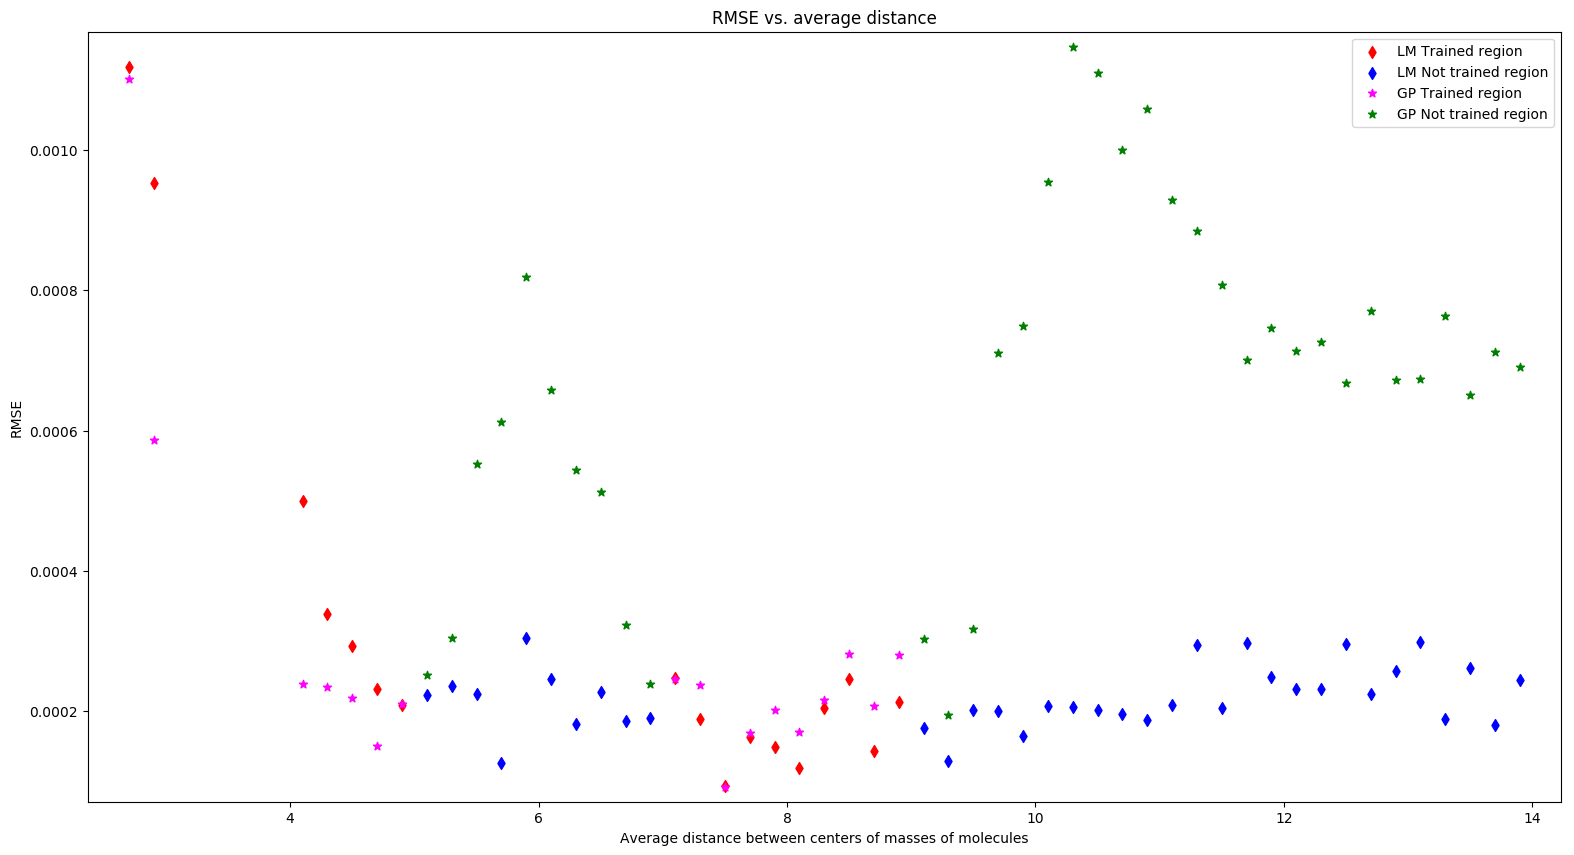 RMSE vs. average distance
LM Trained region
LM Not trained region
GP Trained region
GP Not trained region
0.0010
0.0008
0.0006
0.0004
0.0002
RMSE
4
6
8
10
12
14
Average distance between centers of masses of molecules